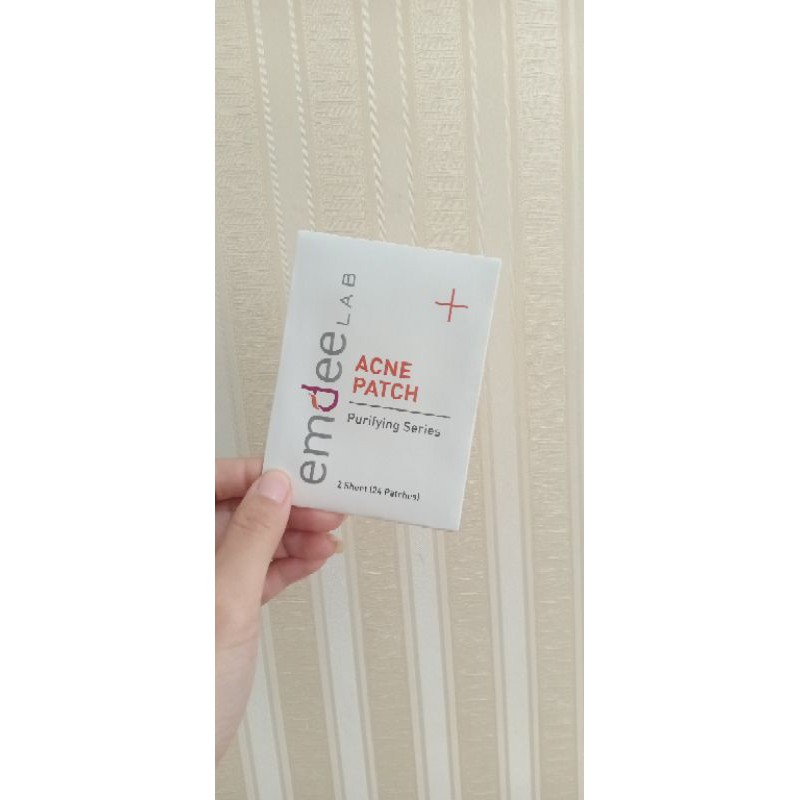 emdee LAB
ACNE
PATCH
Purifying Series
2 Sheet (24 Patches)